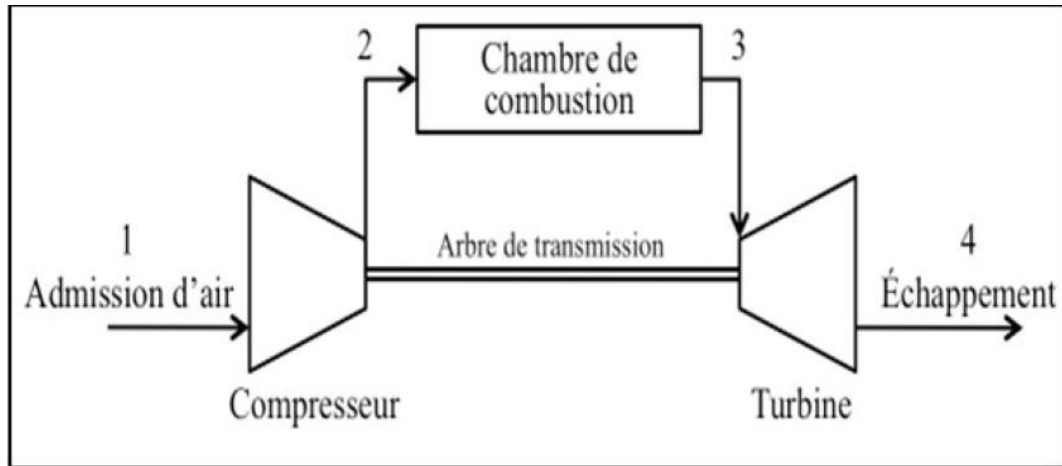 2
Chambre de
combustion
3
1
Admission d'air
Arbre de transmission
4
Échappement
Compresseur
Turbine